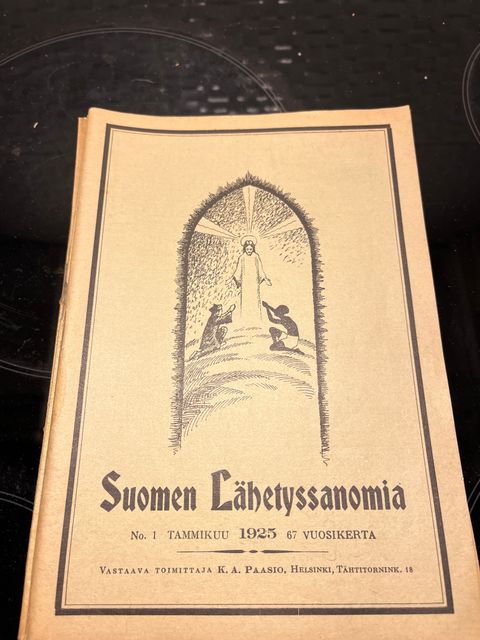 Suomen Lähetyssanomia
No. 1 TAMMIKUU 1925 67 VUOSIKERTA
VASTAAVA TOIMITTAJA K. A. PAASIO, HELSINKI, TÄHTITORNINK. 18